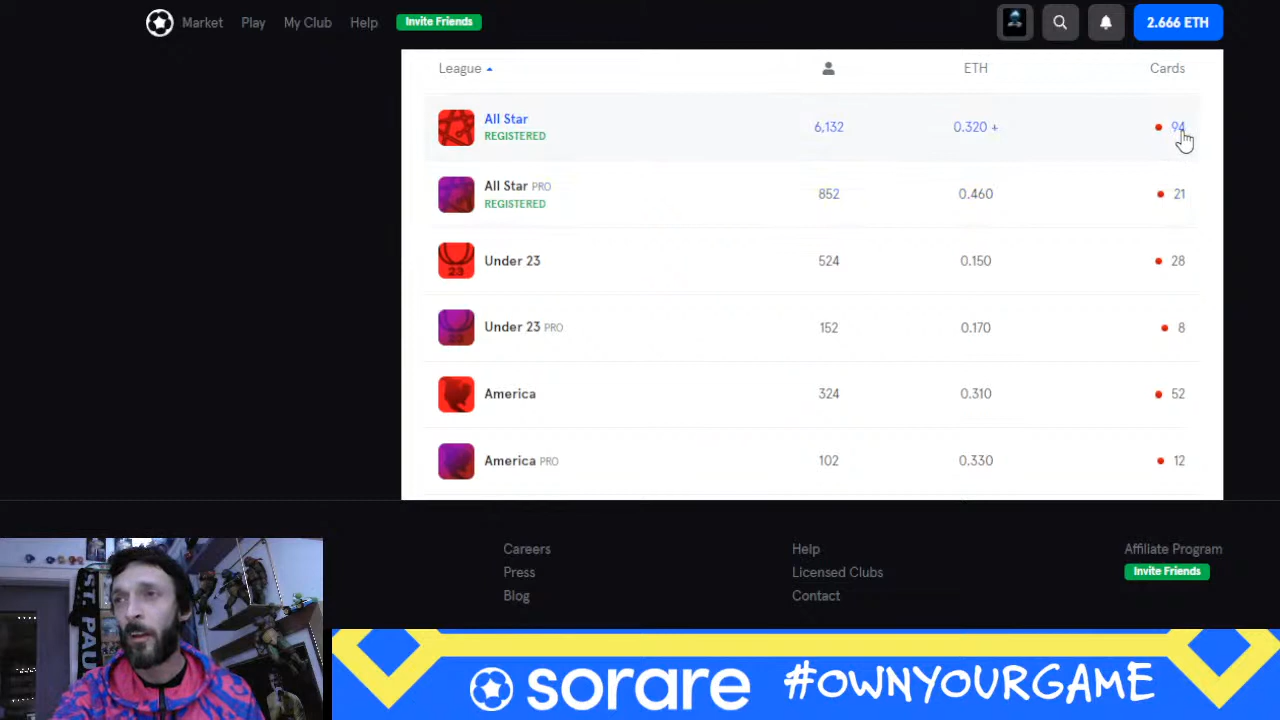 Market Play My Club Help Invite Friends 2.666 ETH
League ETH Cards
All Star 6,132 0.320 + 94
REGISTERED
All Star PRO 852 0.460 21
REGISTERED
Under 23 524 0.150 28
Under 23 PRO 152 0.170 8
America 324 0.310 52
America PRO 102 0.330 12
Careers Help Affiliate Program
Press Licensed Clubs Invite Friends
Blog Contact
ST. PAU
sorare #OWNYOURGAME